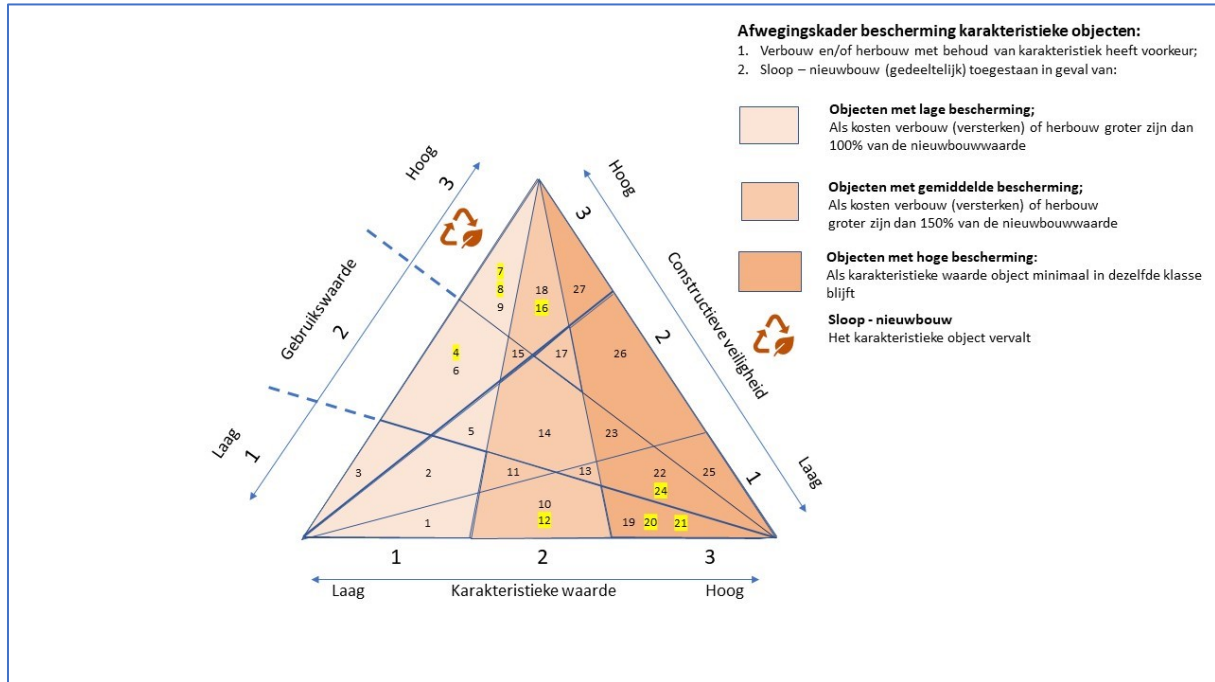 Afwegingskader bescherming karakteristieke objecten:
1. Verbouw en/of herbouw met behoud van karakteristiek heeft voorkeur;
2. Sloop – nieuwbouw (gedeeltelijk) toegestaan in geval van:
Objecten met lage bescherming;
Als kosten verbouw (versterken) of herbouw groter zijn dan
100% van de nieuwbouwwaarde
Objecten met gemiddelde bescherming;
Als kosten verbouw (versterken) of herbouw
groter zijn dan 150% van de nieuwbouwwaarde
Objecten met hoge bescherming:
Als karakteristieke waarde object minimaal in dezelfde klasse
blijft
Sloop - nieuwbouw
Het karakteristieke object vervalt
Hoog
3
Gebruikswaarde
2
Laag
1
Hoog
3
Constructieve veiligheid
2
Laag
1
7
8
9
18
16
27
4
6
15
17
26
5
14
23
3
2
11
13
22
24
25
10
12
1
19
20
21
1
2
3
Laag
Karakteristieke waarde
Hoog